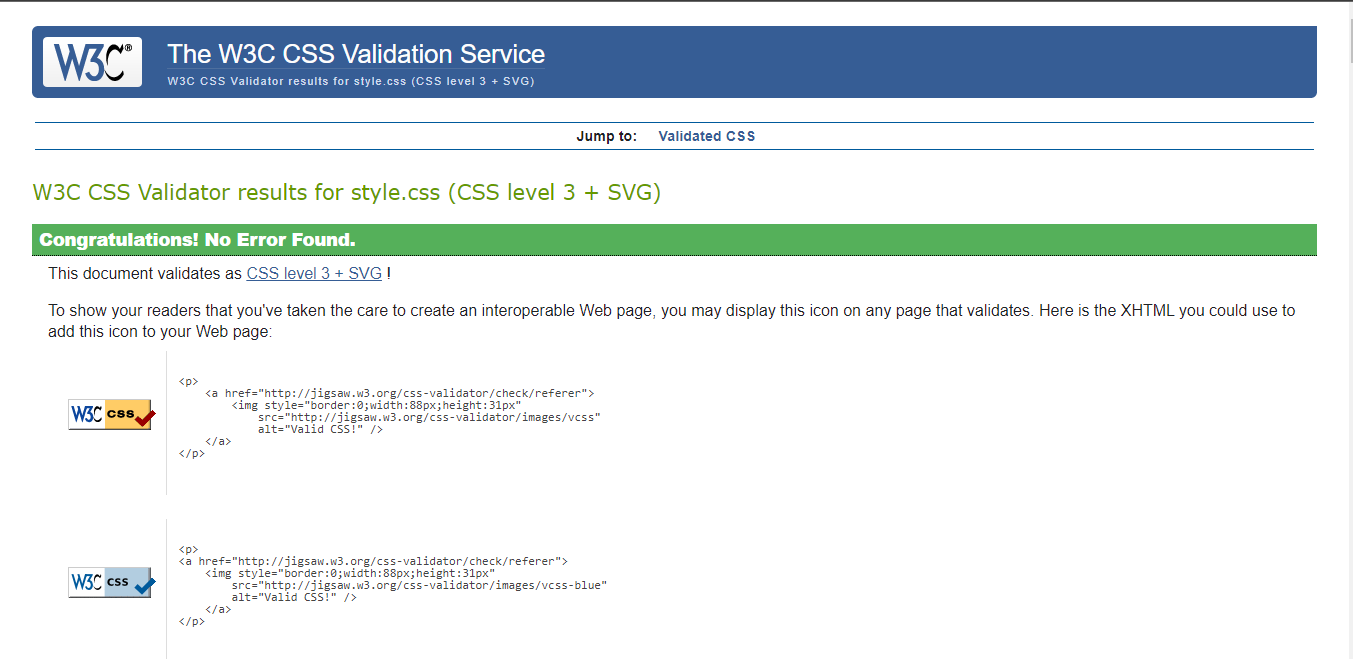 W3C®
The W3C CSS Validation Service
W3C CSS Validator results for style.css (CSS level 3 + SVG)
Jump to: Validated CSS
W3C CSS Validator results for style.css (CSS level 3 + SVG)
Congratulations! No Error Found.
This document validates as CSS level 3 + SVG !
To show your readers that you've taken the care to create an interoperable Web page, you may display this icon on any page that validates. Here is the XHTML you could use to
add this icon to your Web page:
W3C css
<p>
    <a href="http://jigsaw.w3.org/css-validator/check/referer">
        <img style="border:0;width:88px;height:31px"
            src="http://jigsaw.w3.org/css-validator/images/vcss"
            alt="Valid CSS!" />
    </a>
</p>
W3C css
<p>
<a href="http://jigsaw.w3.org/css-validator/check/referer">
    <img style="border:0;width:88px;height:31px"
        src="http://jigsaw.w3.org/css-validator/images/vcss-blue"
        alt="Valid CSS!" />
    </a>
</p>